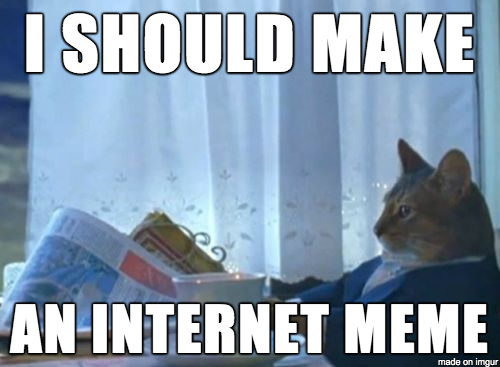 I SHOULD MAKE
AN INTERNET MEME
made on imgur